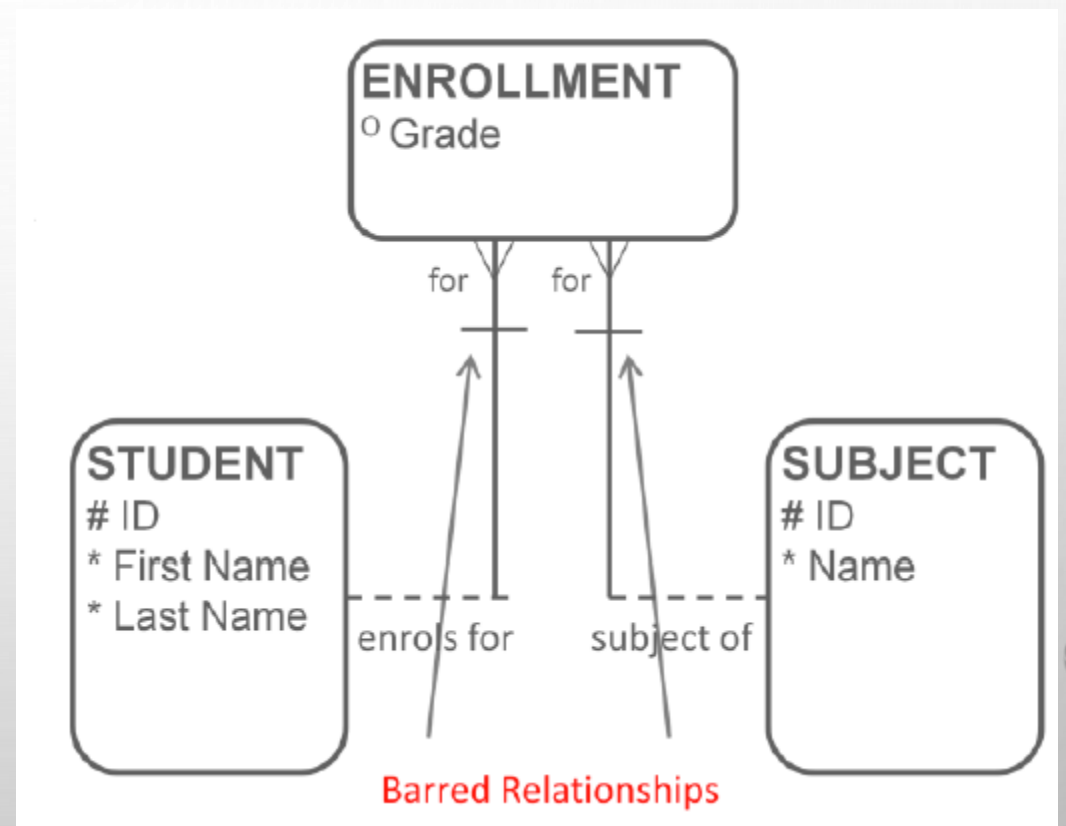 ENROLLMENT
o Grade
for for
STUDENT
# ID
* First Name
* Last Name
SUBJECT
# ID
* Name
enrols for
subject of
Barred Relationships